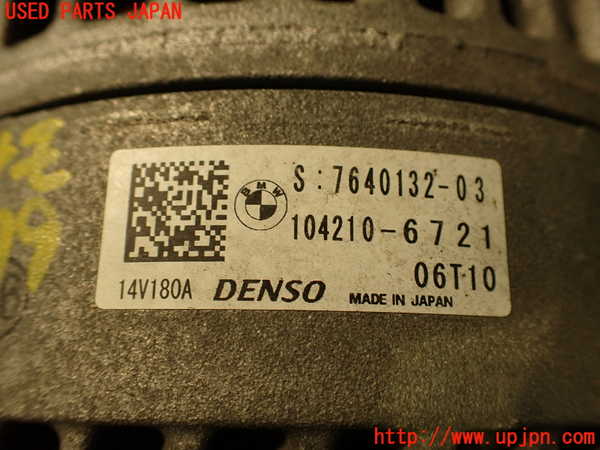 USED PARTS JAPAN
BMW
S:7640132-03
104210-6721
06T10
14V180A DENSO MADE IN JAPAN
http://www.upjpn.com/